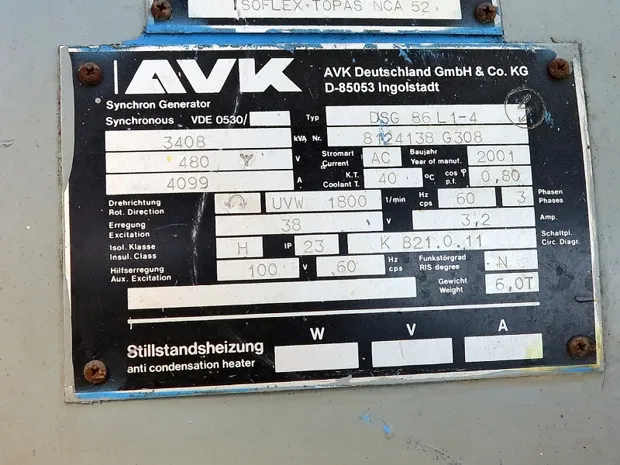 ISOFLEX·TOPAS NCA 52
AVK
AVK Deutschland GmbH & Co. KG
D-85053 Ingolstadt
Synchron Generator
Synchronous VDE 0530/
Typ DSG 86 L1-4
3408 kVA Nr. 8124138 G308
480 V Stromart Current AC Baujahr Year of manuf. 2001
4099 A K.T. Coolant T. 40 °C cos φ p.f. 0,80
Drehrichtung Rot. Direction UVW 1800 1/min Hz cps 60 3 Phasen Phases
Erregung Excitation 38 V 3,2 Amp.
Isol. Klasse Insul. Class H IP 23 K 821.0.11 Schaltpl. Circ. Diagr.
Hilfserregung Aux. Excitation 100 V 60 Hz cps Funkstörgrad RIS degree N
Gewicht Weight 6,0T
W V A
Stillstandsheizung
anti condensation heater